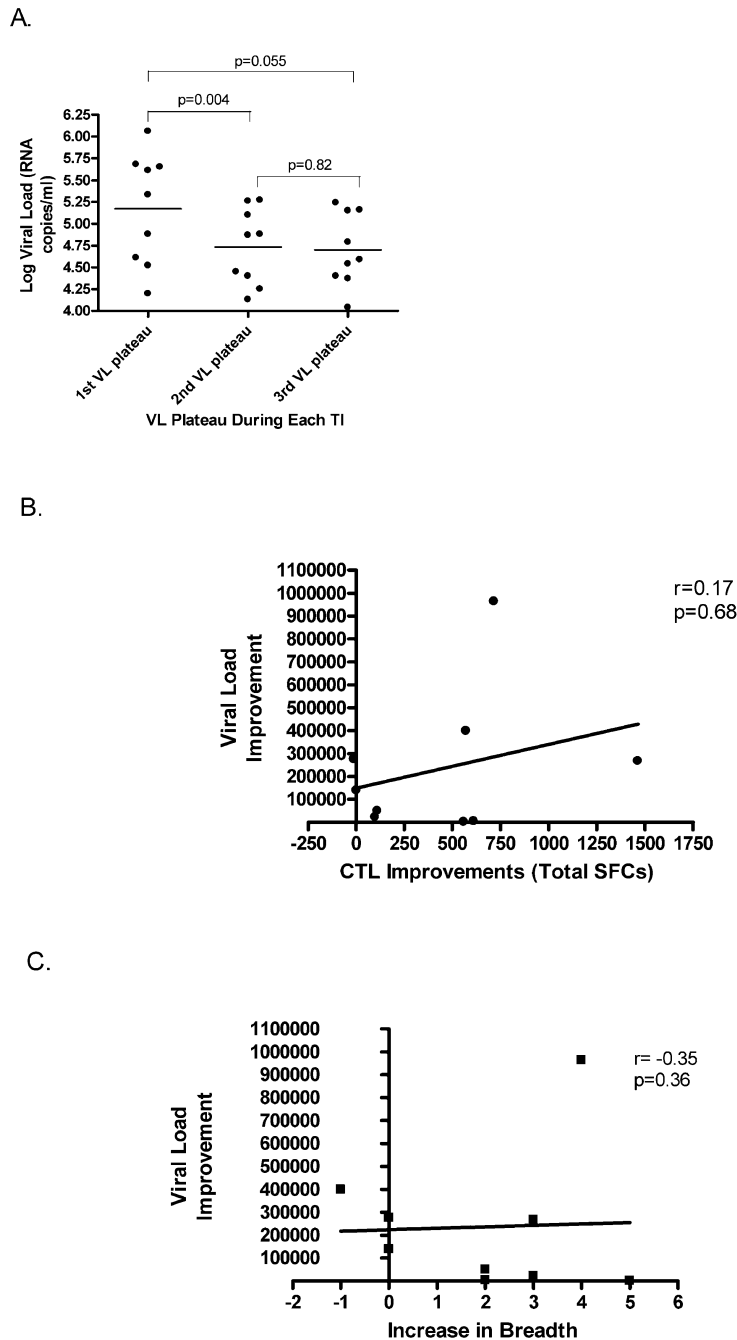 A.
p=0.055
p=0.004
p=0.82
Log Viral Load (RNA
copies/ml)
6.25
6.00
5.75
5.50
5.25
5.00
4.75
4.50
4.25
4.00
1st VL plateau
2nd VL plateau
3rd VL plateau
VL Plateau During Each TI
B.
Viral Load
Improvement
1100000
1000000
900000
800000
700000
600000
500000
400000
300000
200000
100000
r=0.17
p=0.68
-250 0 250 500 750 1000 1250 1500 1750
CTL Improvements (Total SFCs)
C.
Viral Load
Improvement
1100000
1000000
900000
800000
700000
600000
500000
400000
300000
200000
100000
r= -0.35
p=0.36
-2 -1 0 1 2 3 4 5 6
Increase in Breadth